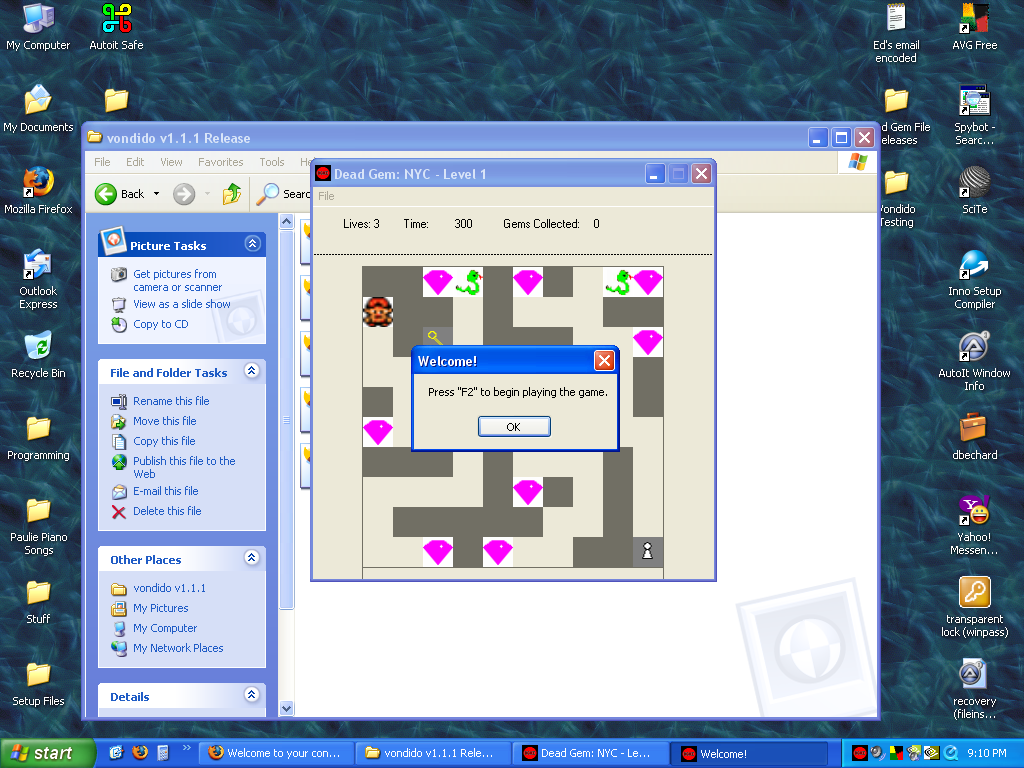 My Computer
Autoit Safe
Ed's email
encoded
AVG Free
My Documents
d Gem File
eleases
Spybot -
Searc...
vondido v1.1.1 Release
File Edit View Favorites Tools He
Back
Searc
Mozilla Firefox
ondido
Testing
SciTe
Dead Gem: NYC - Level 1
File
Lives: 3 Time: 300 Gems Collected: 0
Picture Tasks
Get pictures from
camera or scanner
View as a slide show
Copy to CD
Outlook
Express
Inno Setup
Compiler
File and Folder Tasks
Rename this file
Move this file
Copy this file
Publish this file to the
Web
E-mail this file
Delete this file
Recycle Bin
AutoIt Window
Info
Welcome!
Press "F2" to begin playing the game.
OK
Programming
dbechard
Paulie Piano
Songs
Yahoo!
Messen...
Other Places
vondido v1.1.1
My Pictures
My Computer
My Network Places
Stuff
transparent
lock (winpass)
Details
Setup Files
recovery
(fileins...
start
Welcome to your con...
vondido v1.1.1 Rele...
Dead Gem: NYC - Le...
Welcome!
9:10 PM